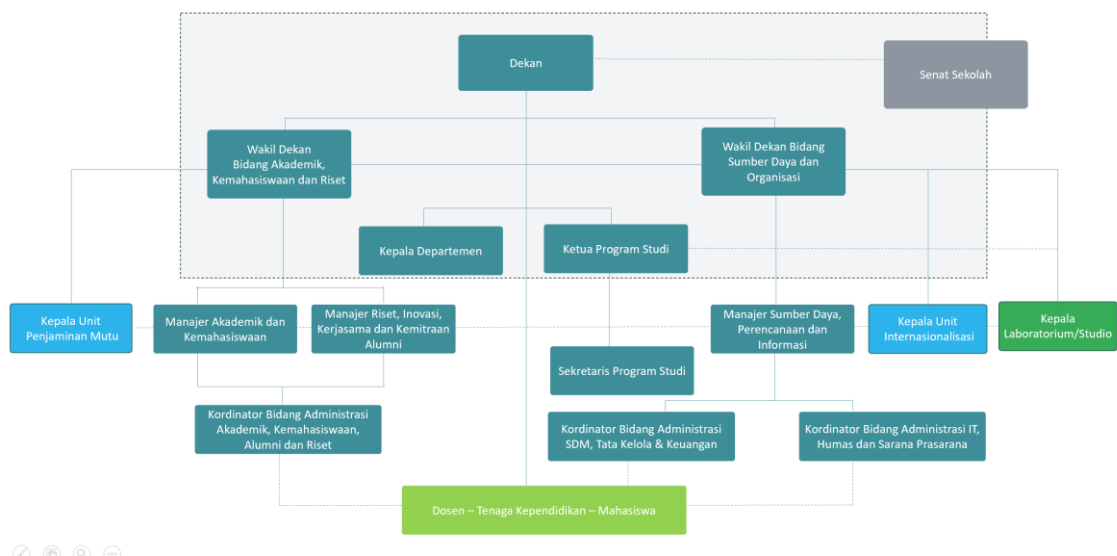 Dekan
Senat Sekolah
Wakil Dekan
Bidang Akademik,
Kemahasiswaan dan Riset
Wakil Dekan Bidang
Sumber Daya dan
Organisasi
Kepala Departemen
Ketua Program Studi
Kepala Unit
Penjaminan Mutu
Manajer Akademik dan
Kemahasiswaan
Manajer Riset, Inovasi,
Kerjasama dan Kemitraan
Alumni
Manajer Sumber Daya,
Perencanaan dan
Informasi
Kepala Unit
Internasionalisasi
Kepala
Laboratorium/Studio
Sekretaris Program Studi
Kordinator Bidang Administrasi
Akademik, Kemahasiswaan,
Alumni dan Riset
Kordinator Bidang Administrasi
SDM, Tata Kelola & Keuangan
Kordinator Bidang Administrasi IT,
Humas dan Sarana Prasarana
Dosen – Tenaga Kependidikan – Mahasiswa